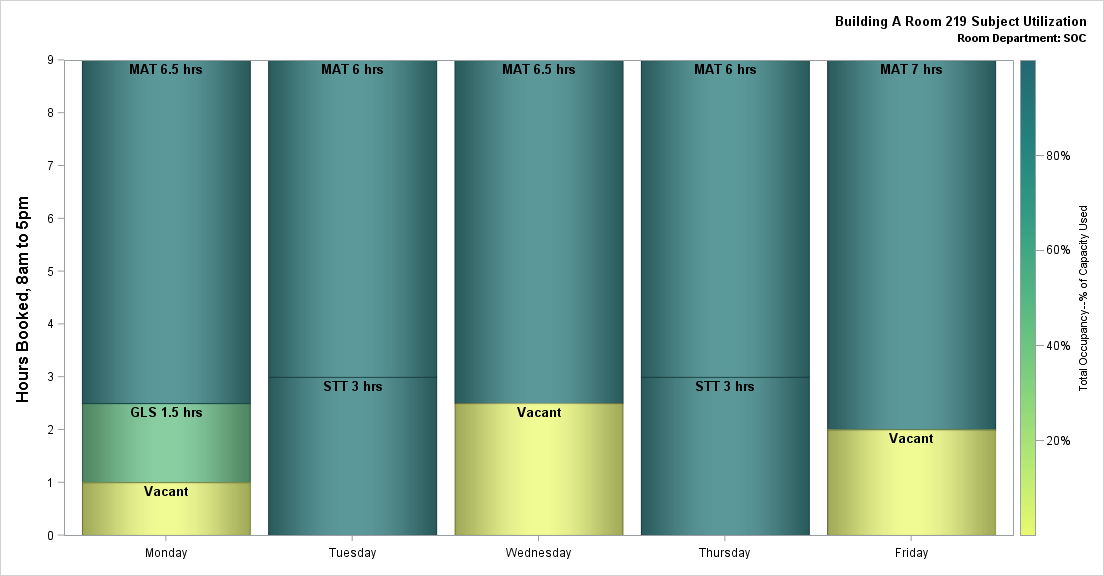 Building A Room 219 Subject Utilization
Room Department: SOC
Hours Booked, 8am to 5pm
9
8
7
6
5
4
3
2
1
0
MAT 6.5 hrs
GLS 1.5 hrs
Vacant
MAT 6 hrs
STT 3 hrs
MAT 6.5 hrs
Vacant
MAT 6 hrs
STT 3 hrs
MAT 7 hrs
Vacant
Monday
Tuesday
Wednesday
Thursday
Friday
80%
60%
40%
20%
Total Occupancy--% of Capacity Used